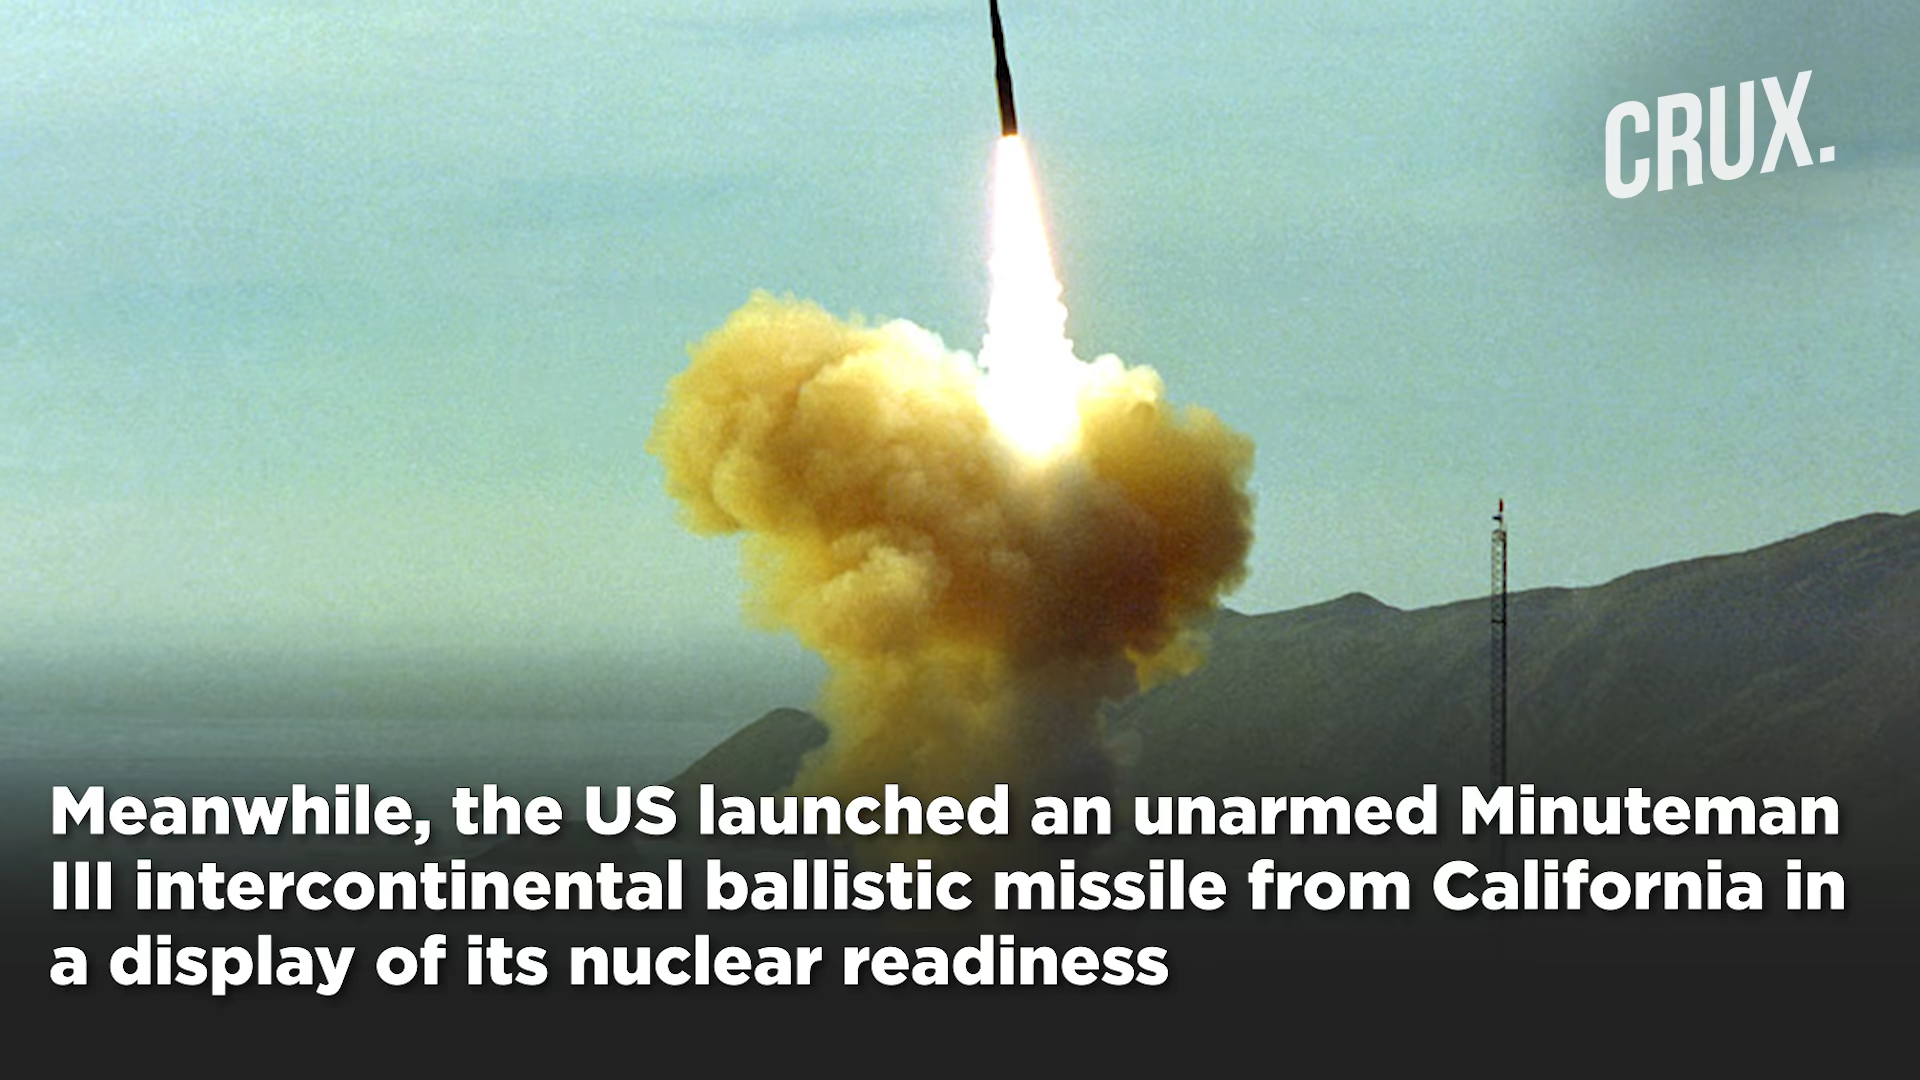 CRUX.
Meanwhile, the US launched an unarmed Minuteman
III intercontinental ballistic missile from California in
a display of its nuclear readiness